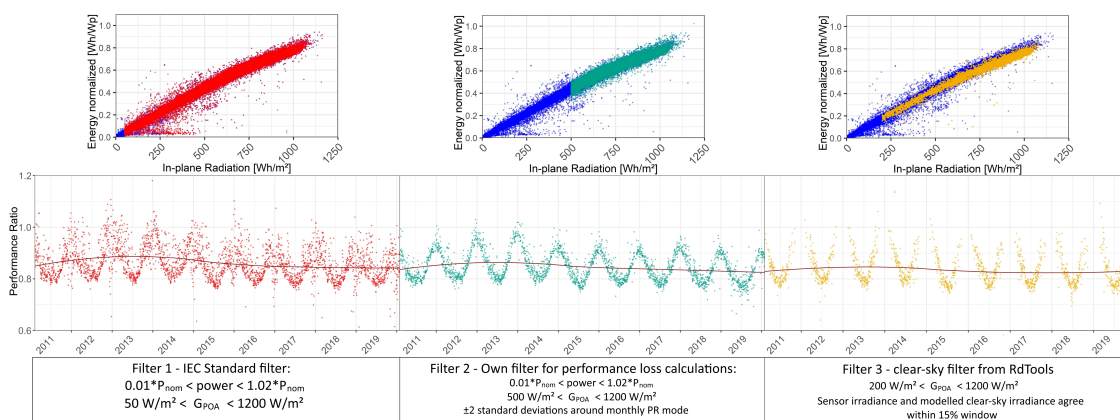 Energy normalized [Wh/Wp]
1.0
0.8
0.6
0.4
0.2
0.0
0
250
500
750
1000
1250
In-plane Radiation [Wh/m²]
Energy normalized [Wh/Wp]
1.0
0.8
0.6
0.4
0.2
0.0
0
250
500
750
1000
1250
In-plane Radiation [Wh/m²]
Energy normalized [Wh/Wp]
1.0
0.8
0.6
0.4
0.2
0.0
0
250
500
750
1000
1250
In-plane Radiation [Wh/m²]
Performance Ratio
1.2
1.0
0.8
0.6
2011 2012 2013 2014 2015 2016 2017 2018 2019
2011 2012 2013 2014 2015 2016 2017 2018 2019
2011 2012 2013 2014 2015 2016 2017 2018 2019
Filter 1 - IEC Standard filter:
0.01*Pnom < power < 1.02*Pnom
50 W/m² < GPOA < 1200 W/m²
Filter 2 - Own filter for performance loss calculations:
0.01*Pnom < power < 1.02*Pnom
500 W/m² < GPOA < 1200 W/m²
±2 standard deviations around monthly PR mode
Filter 3 - clear-sky filter from RdTools
200 W/m² < GPOA < 1200 W/m²
Sensor irradiance and modelled clear-sky irradiance agree
within 15% window